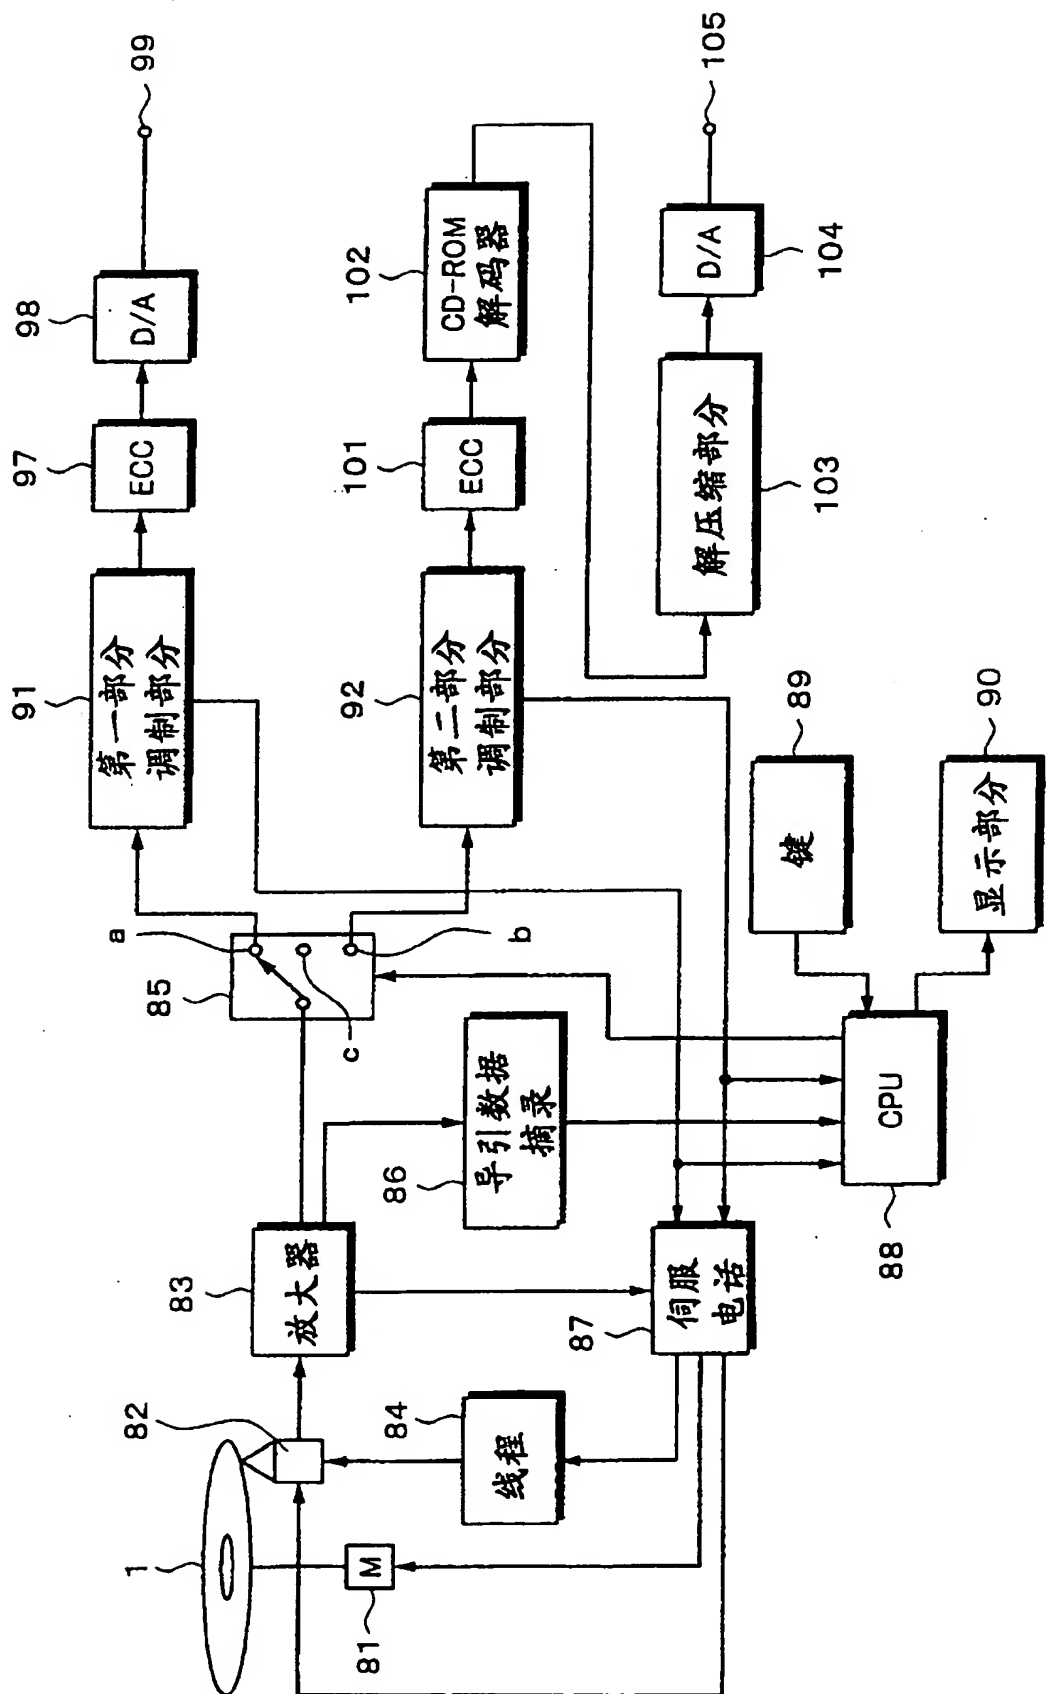 1
82
83
放大器
85
a
c
b
91
第一部分
调制部分
97
ECC
98
D/A
99
92
第二部分
调制部分
101
ECC
102
CD-ROM
解码器
103
解压缩部分
104
D/A
105
81
M
84
线程
86
导引数据
摘录
87
伺服
电话
88
CPU
89
键
90
显示部分